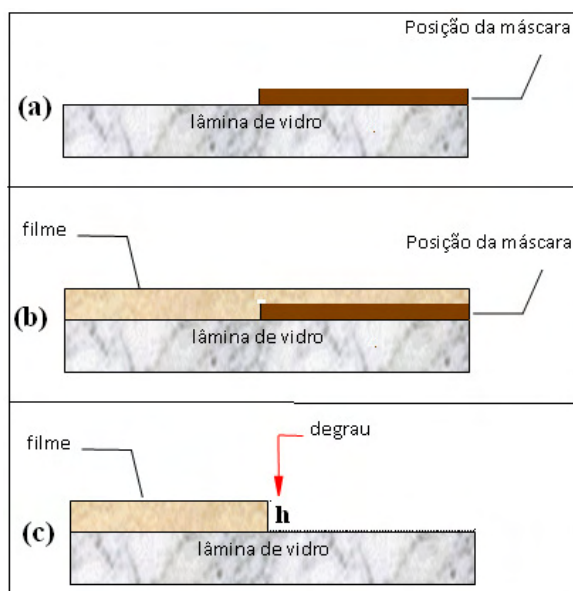 Posição da máscara
(a)
lâmina de vidro
filme
Posição da máscara
(b)
lâmina de vidro
degrau
filme
h
(c)
lâmina de vidro